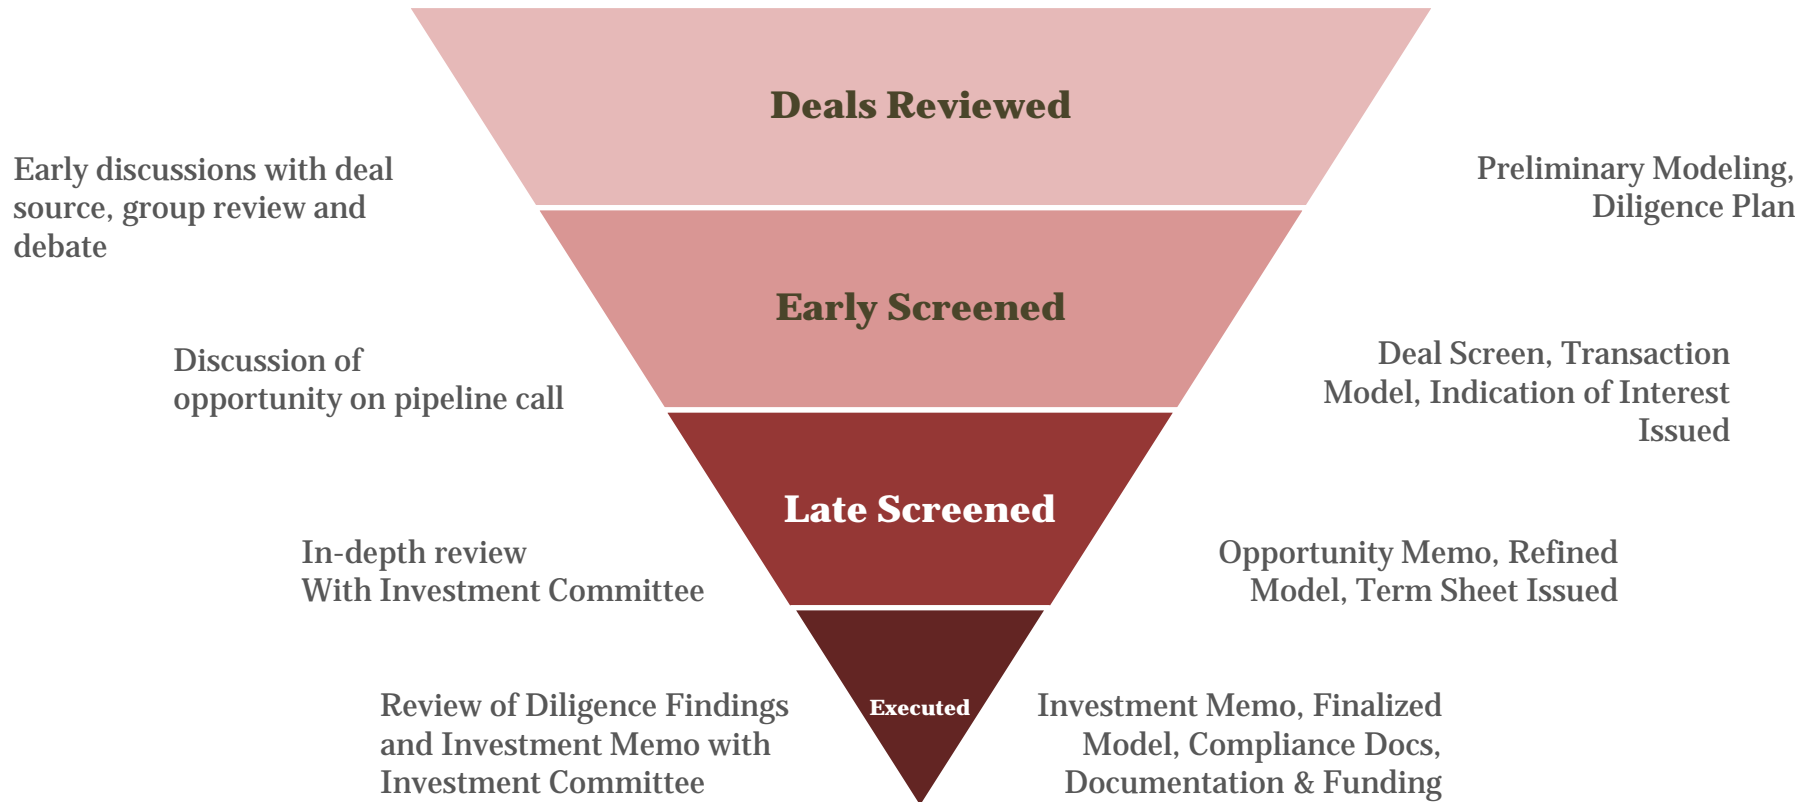 Deals Reviewed
Early discussions with deal
source, group review and
debate
Preliminary Modeling,
Diligence Plan
Early Screened
Discussion of
opportunity on pipeline call
Deal Screen, Transaction
Model, Indication of Interest
Issued
Late Screened
In-depth review
With Investment Committee
Opportunity Memo, Refined
Model, Term Sheet Issued
Executed
Review of Diligence Findings
and Investment Memo with
Investment Committee
Investment Memo, Finalized
Model, Compliance Docs,
Documentation & Funding